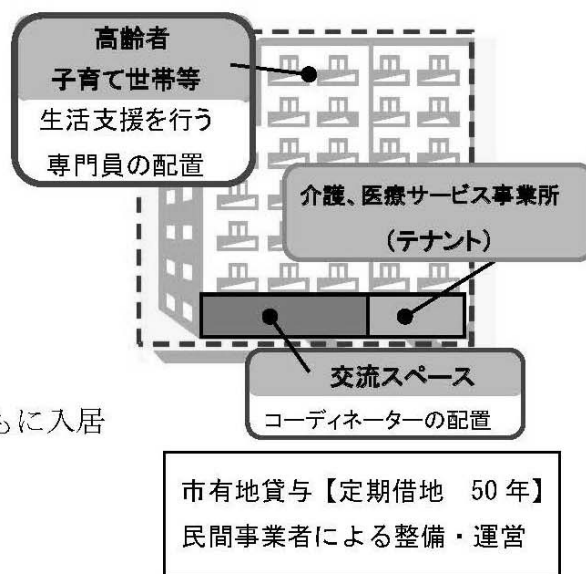 高齢者
子育て世帯等
生活支援を行う
専門員の配置
介護、医療サービス事業所
(テナント)
交流スペース
コーディネーターの配置
もに入居
市有地貸与【定期借地　50年】
民間事業者による整備・運営